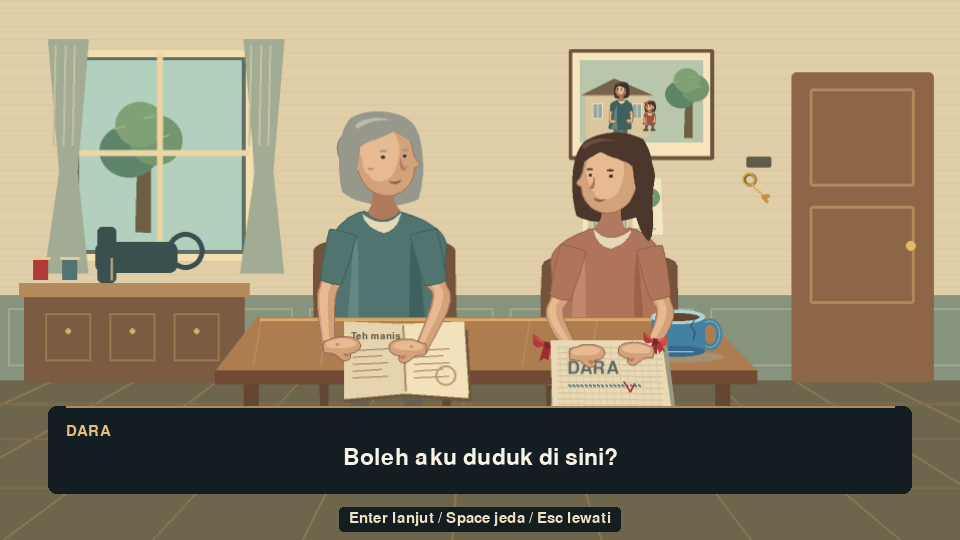 Teh manis
DARA
DARA
Boleh aku duduk di sini?
Enter lanjut / Space jeda / Esc lewati